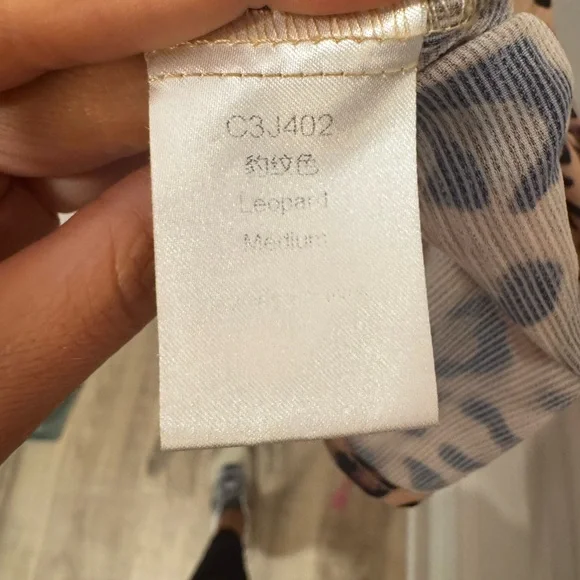 C3J402
豹纹色
Leopard
Medium